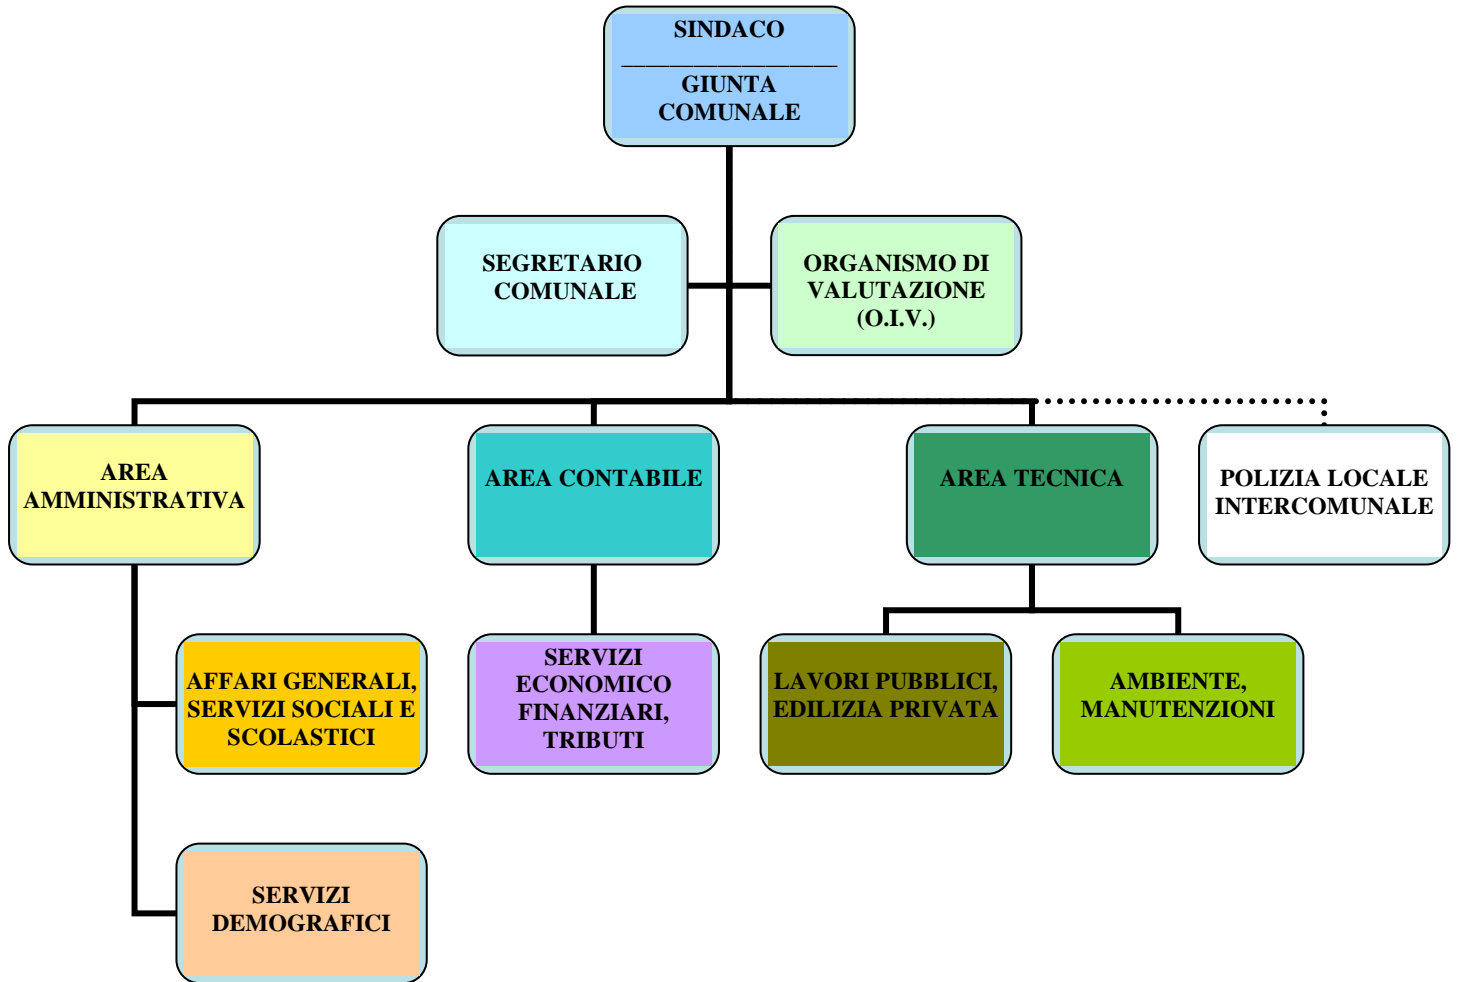 SINDACO
__________________
GIUNTA
COMUNALE
SEGRETARIO
COMUNALE
ORGANISMO DI
VALUTAZIONE
(O.I.V.)
AREA
AMMINISTRATIVA
AREA CONTABILE
AREA TECNICA
POLIZIA LOCALE
INTERCOMUNALE
AFFARI GENERALI,
SERVIZI SOCIALI E
SCOLASTICI
SERVIZI
ECONOMICO
FINANZIARI,
TRIBUTI
LAVORI PUBBLICI,
EDILIZIA PRIVATA
AMBIENTE,
MANUTENZIONI
SERVIZI
DEMOGRAFICI